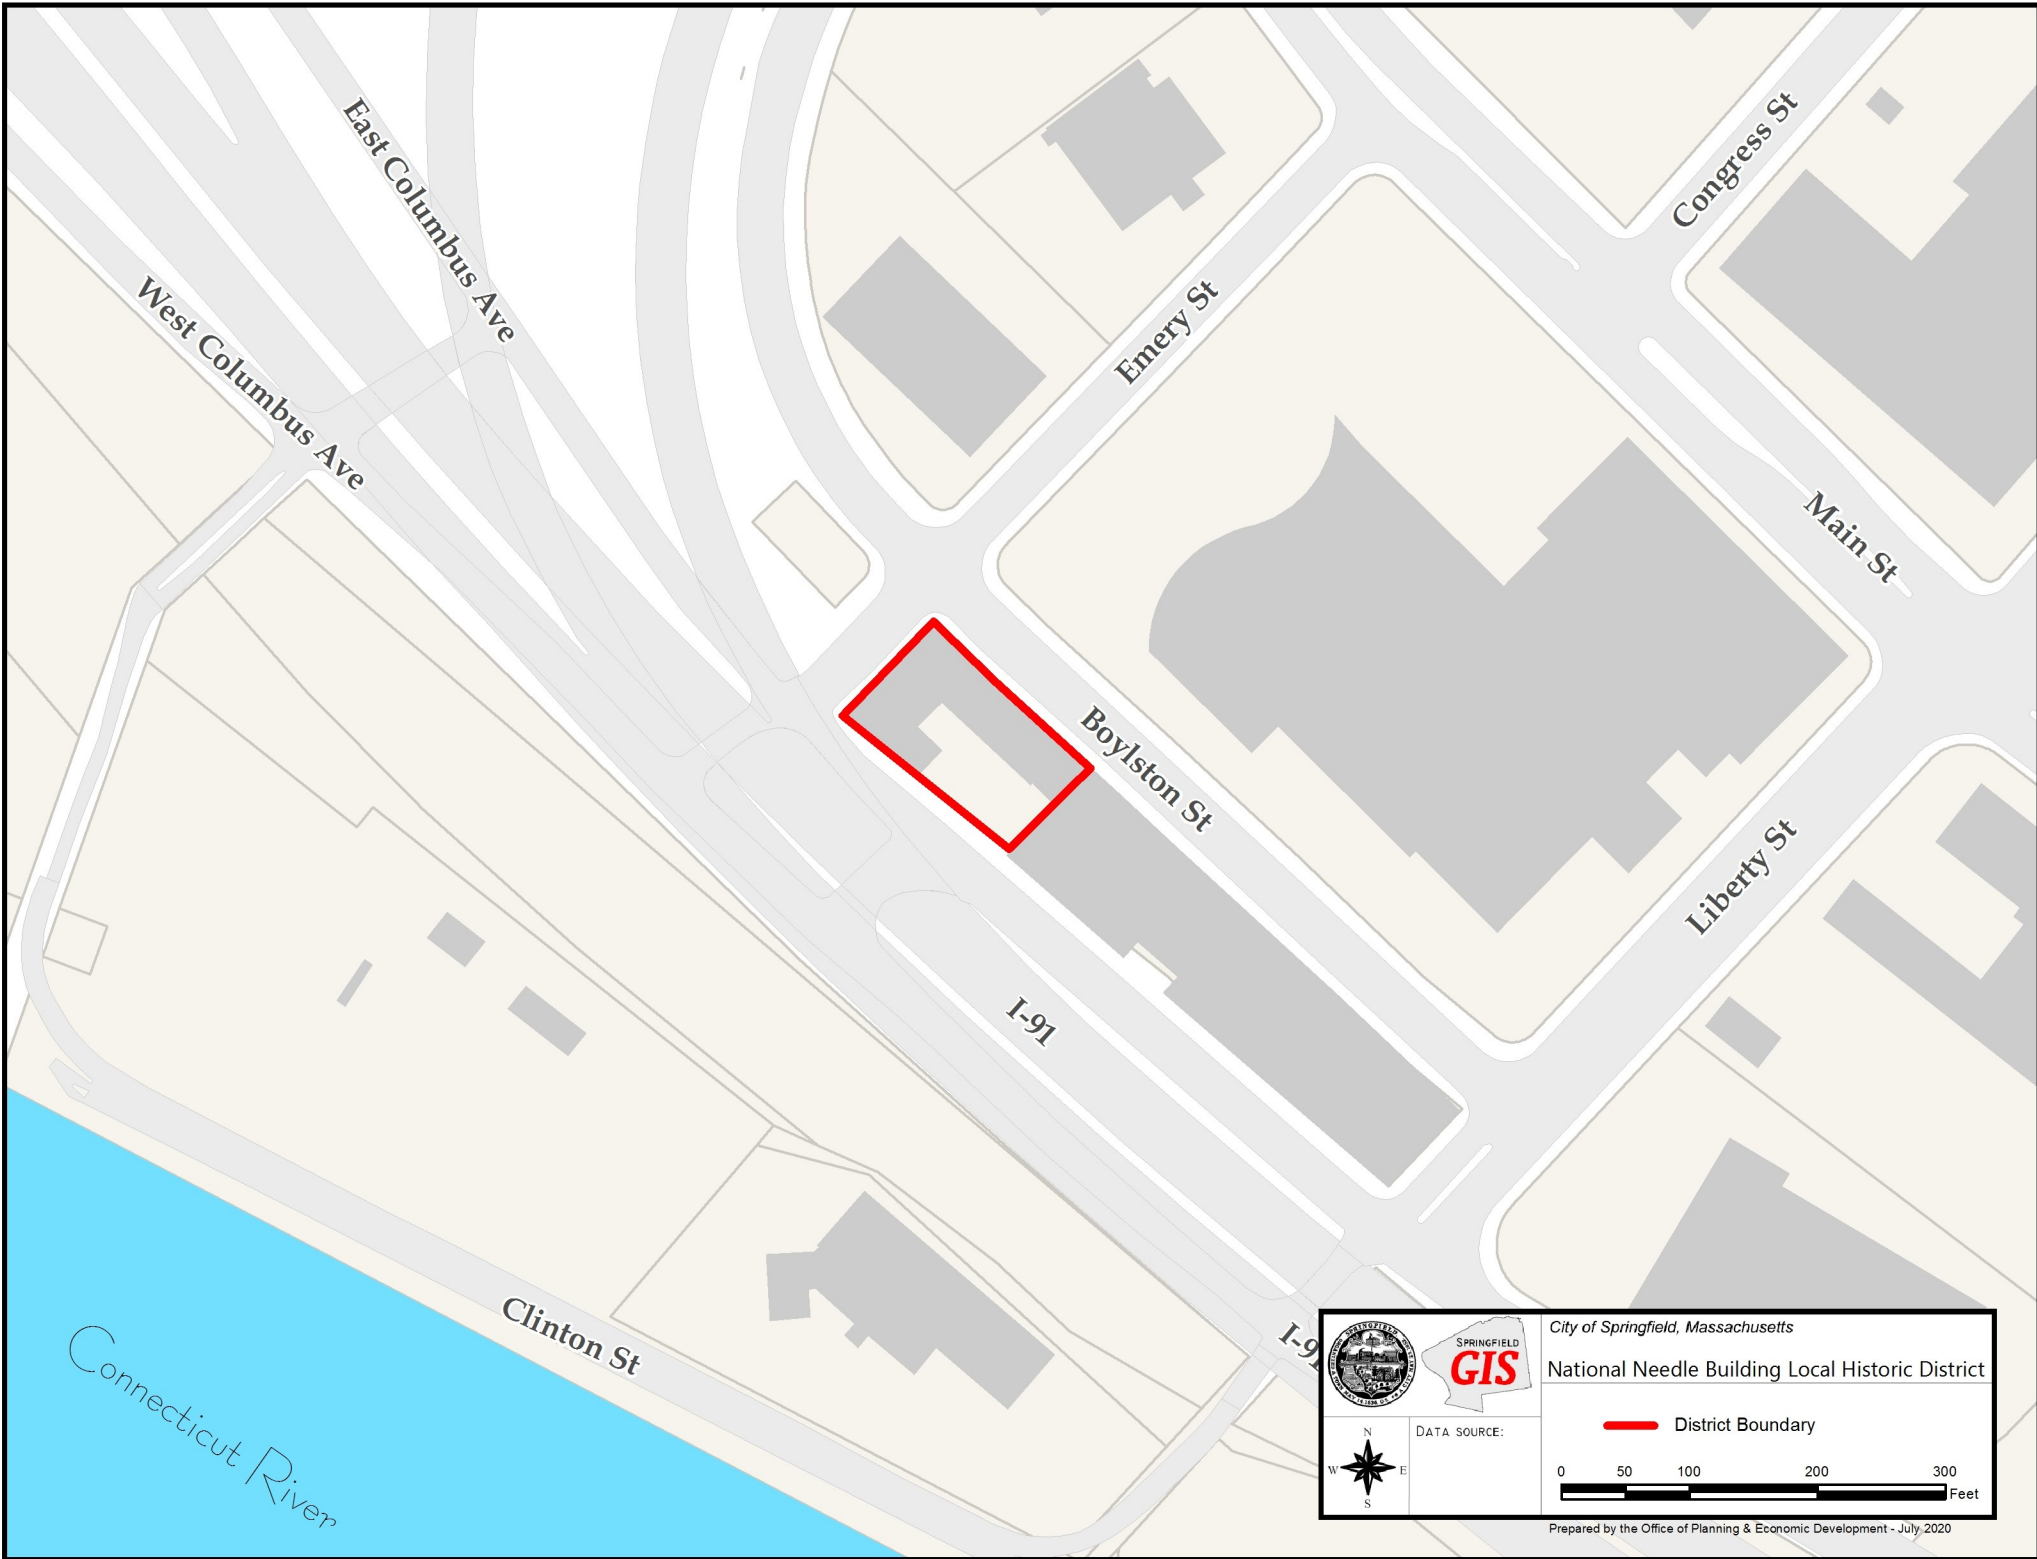 East Columbus Ave
Congress St
West Columbus Ave
Emery St
Main St
Boylston St
Liberty St
I-91
Clinton St
I-9
Connecticut River
SPRINGFIELD
GIS
City of Springfield, Massachusetts
National Needle Building Local Historic District
District Boundary
DATA SOURCE:
N
W E
S
0 50 100 200 300
Feet
Prepared by the Office of Planning & Economic Development - July 2020